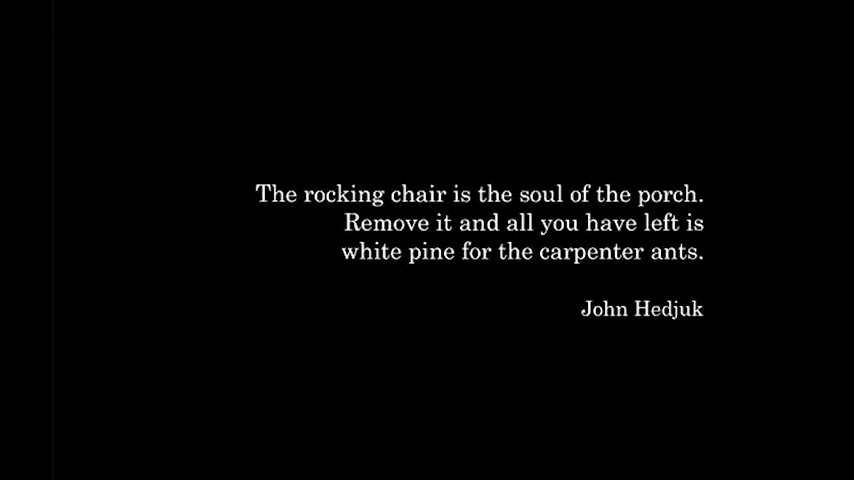 The rocking chair is the soul of the porch.
Remove it and all you have left is
white pine for the carpenter ants.
John Hedjuk